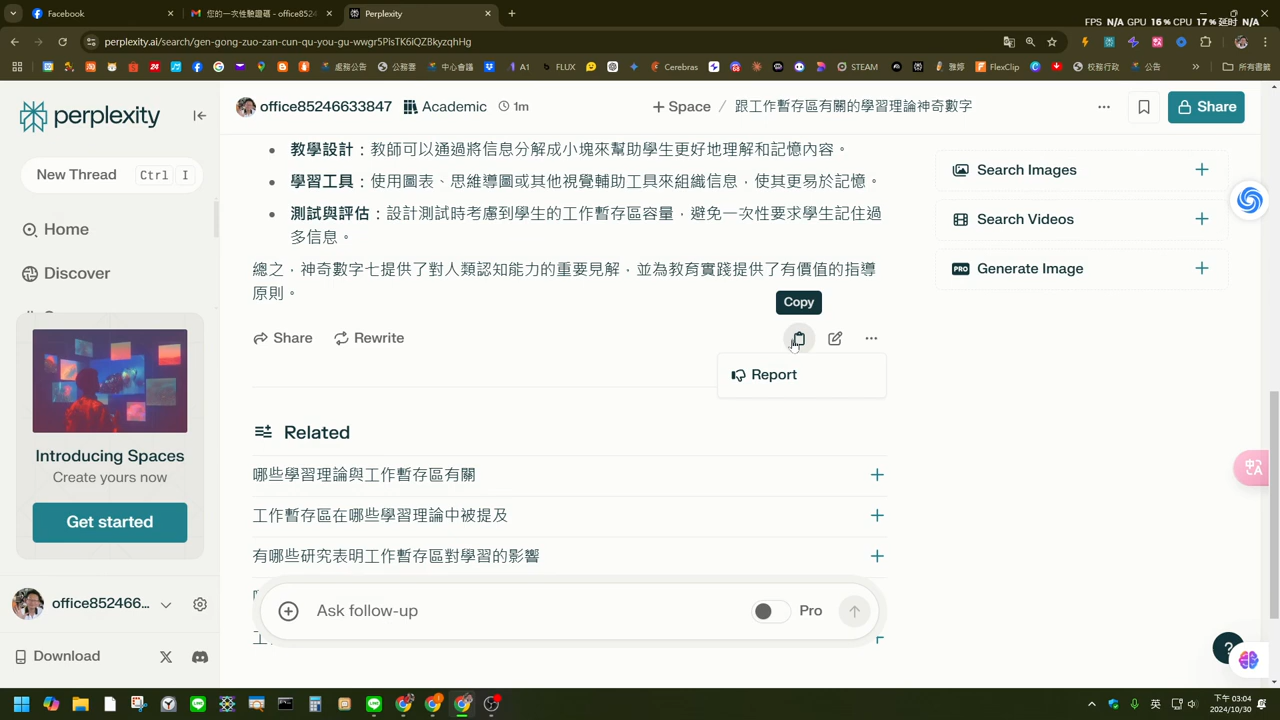 Facebook
您的一次性驗證碼 - office8524
Perplexity
FPS N/A GPU 16 % CPU 17 % 延时 N/A
perplexity.ai/search/gen-gong-zuo-zan-cun-qu-you-gu-wwgr5PisTK6iQZBkyzqhHg
處務公告
公務雲
中心會議
A1
FLUX
Cerebras
STEAM
雅婷
FlexClip
校務行政
公告
所有書籤
perplexity
New Thread Ctrl I
Home
Discover
Introducing Spaces
Create yours now
Get started
office852466...
Download
office85246633847
Academic
1m
Space / 跟工作暫存區有關的學習理論神奇數字
Share
教學設計：教師可以通過將信息分解成小塊來幫助學生更好地理解和記憶內容。
學習工具：使用圖表、思維導圖或其他視覺輔助工具來組織信息，使其更易於記憶。
測試與評估：設計測試時考慮到學生的工作暫存區容量，避免一次性要求學生記住過
多信息。
總之，神奇數字七提供了對人類認知能力的重要見解，並為教育實踐提供了有價值的指導
原則。
Copy
Share
Rewrite
Report
Related
哪些學習理論與工作暫存區有關
工作暫存區在哪些學習理論中被提及
有哪些研究表明工作暫存區對學習的影響
Ask follow-up
Pro
Search Images
Search Videos
PRO Generate Image
?
英
下午 03:04
2024/10/30